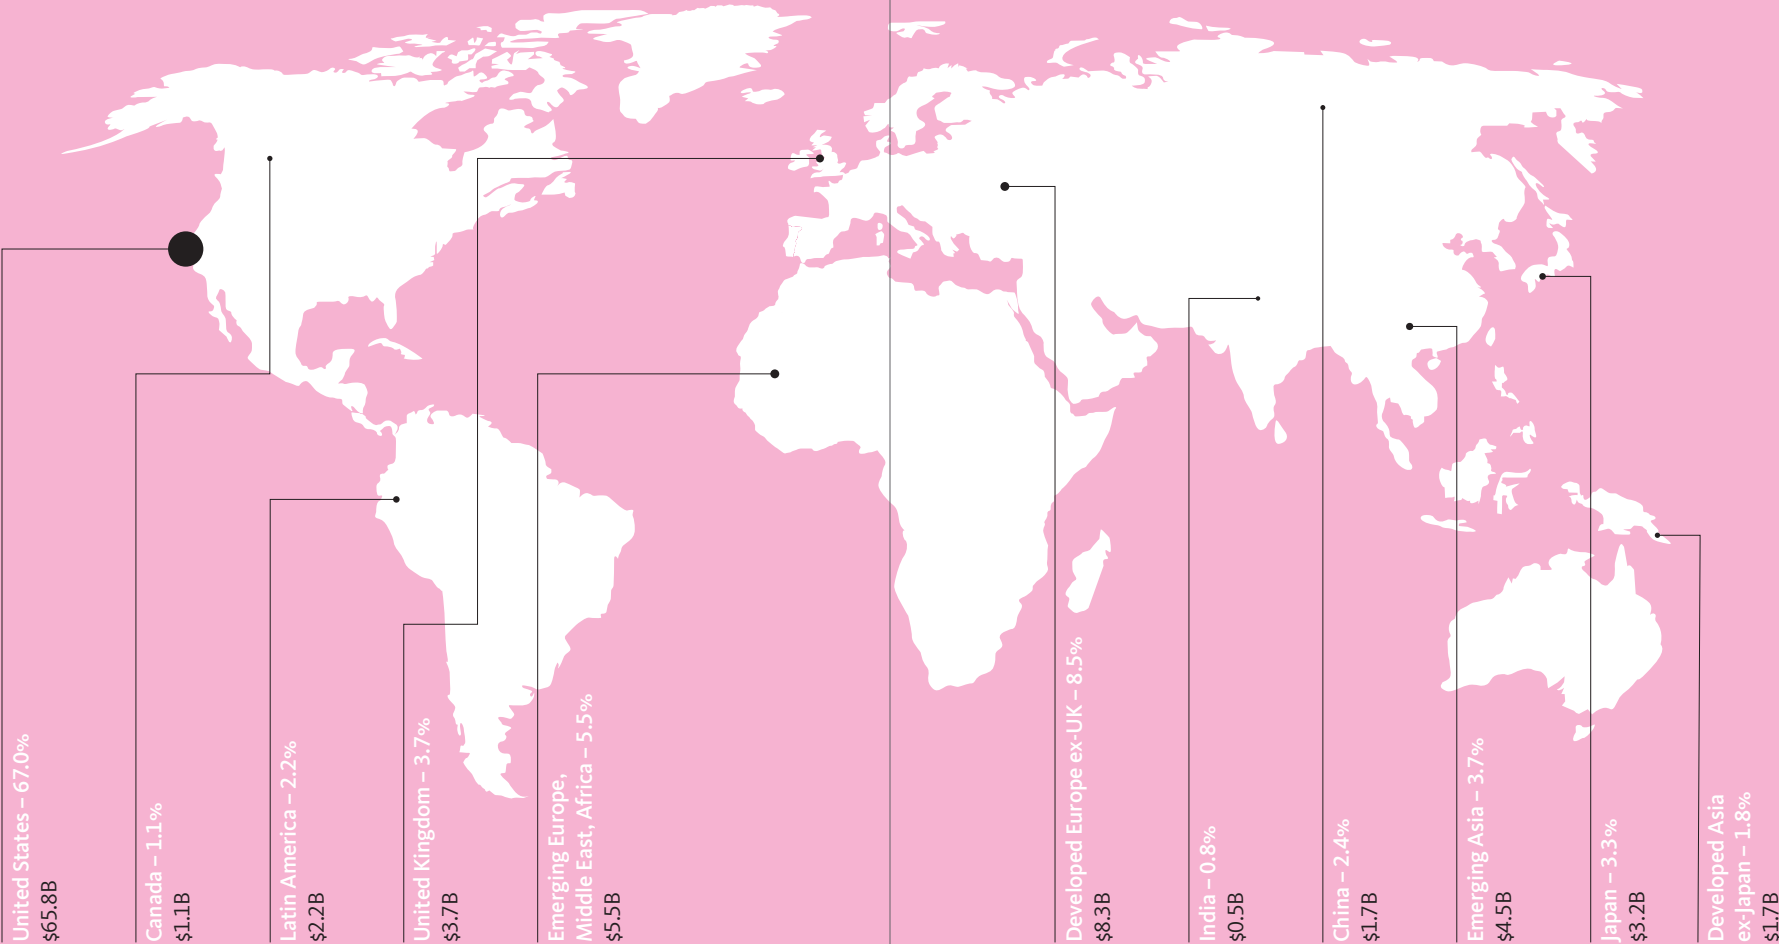 United States – 67.0%
$65.8B
Canada – 1.1%
$1.1B
Latin America – 2.2%
$2.2B
United Kingdom – 3.7%
$3.7B
Emerging Europe,
Middle East, Africa – 5.5%
$5.5B
Developed Europe ex-UK – 8.5%
$8.3B
India – 0.8%
$0.5B
China – 2.4%
$1.7B
Emerging Asia – 3.7%
$4.5B
Japan – 3.3%
$3.2B
Developed Asia
ex-Japan – 1.8%
$1.7B